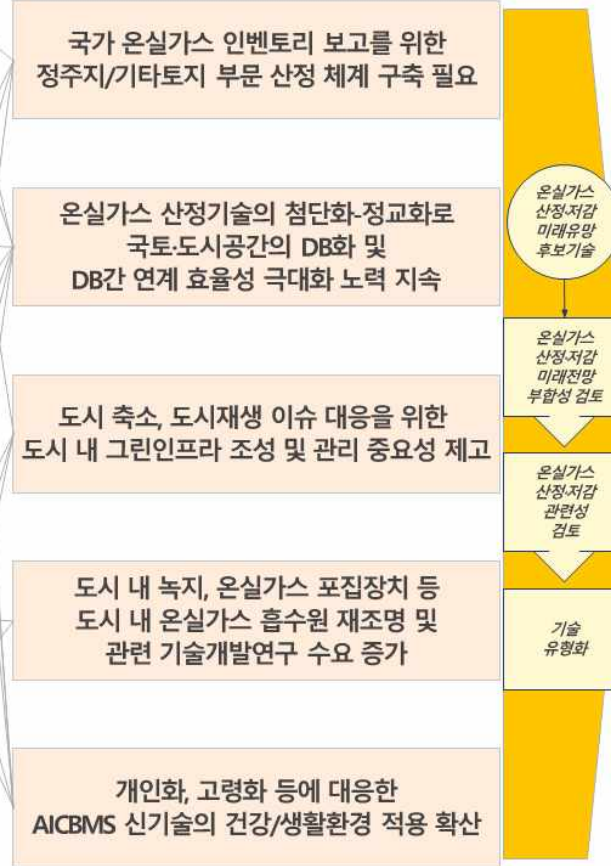 국가 온실가스 인벤토리 보고를 위한
정주지/기타토지 부문 산정 체계 구축 필요
온실가스 산정기술의 첨단화-정교화로
국토·도시공간의 DB화 및
DB간 연계 효율성 극대화 노력 지속
도시 축소, 도시재생 이슈 대응을 위한
도시 내 그린인프라 조성 및 관리 중요성 제고
도시 내 녹지, 온실가스 포집장치 등
도시 내 온실가스 흡수원 재조명 및
관련 기술개발연구 수요 증가
개인화, 고령화 등에 대응한
AICBMS 신기술의 건강/생활환경 적용 확산
온실가스
산정·저감
미래유망
후보기술
온실가스
산정·저감
미래전망
부합성 검토
온실가스
산정·저감
관련성
검토
기술
유형화